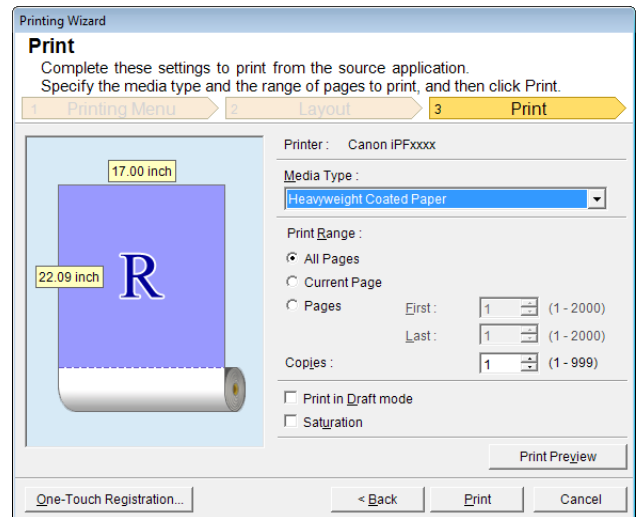 Printing Wizard
Print
Complete these settings to print from the source application.
Specify the media type and the range of pages to print, and then click Print.
1 Printing Menu 2 Layout 3 Print
Printer : Canon iPFxxxx
17.00 inch
Media Type :
Heavyweight Coated Paper
Print Range :
All Pages
22.09 inch
R
Current Page
Pages First : 1 (1 - 2000)
Last : 1 (1 - 2000)
Copies : 1 (1 - 999)
Print in Draft mode
Saturation
Print Preview
One-Touch Registration... < Back Print Cancel